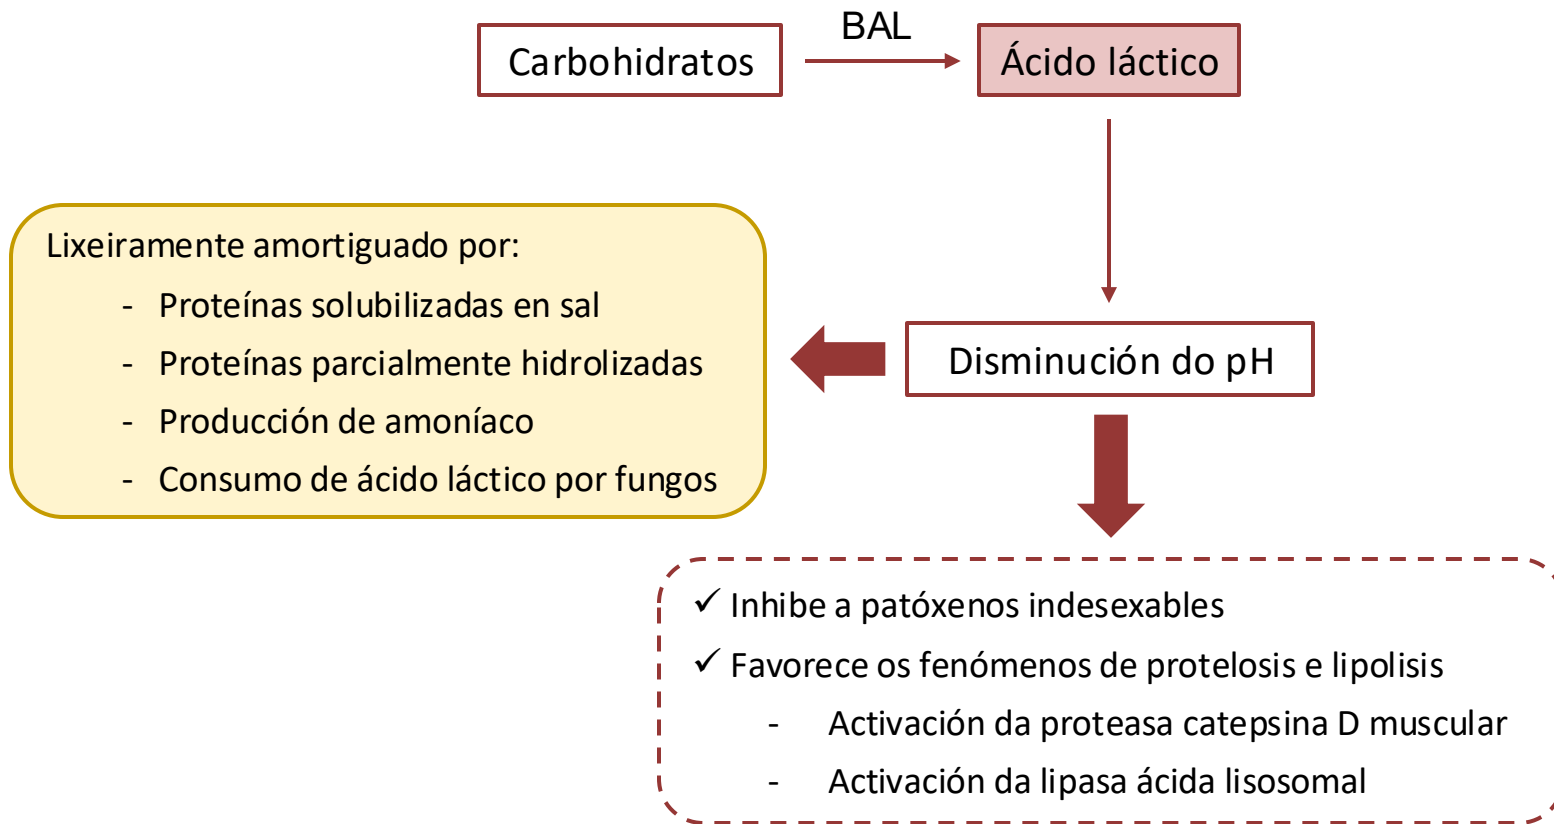 BAL
Carbohidratos
Ácido láctico
Lixeiramente amortiguado por:
- Proteínas solubilizadas en sal
- Proteínas parcialmente hidrolizadas
- Producción de amoníaco
- Consumo de ácido láctico por fungos
Disminución do pH
✓ Inhibe a patóxenos indesexables
✓ Favorece os fenómenos de protelosis e lipolisis
- Activación da proteasa catepsina D muscular
- Activación da lipasa ácida lisosomal